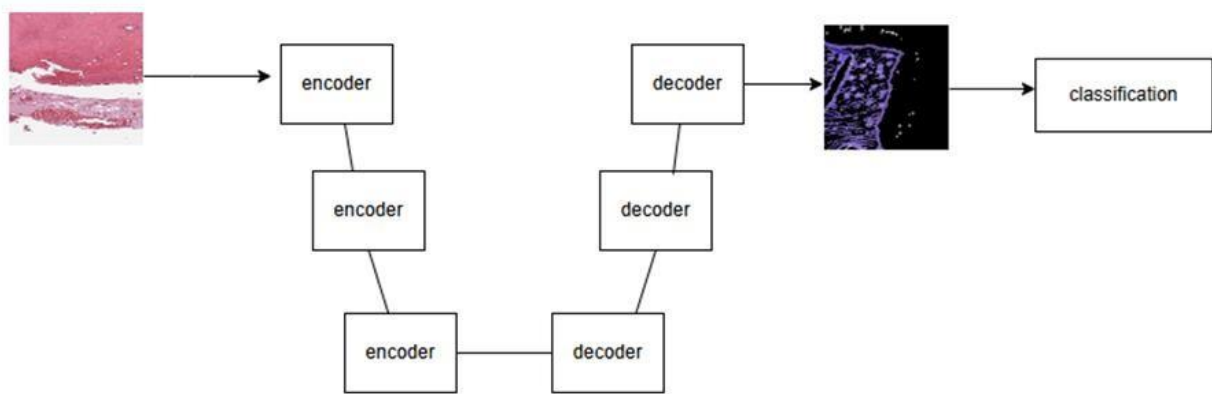 encoder
decoder
classification
encoder
decoder
encoder
decoder